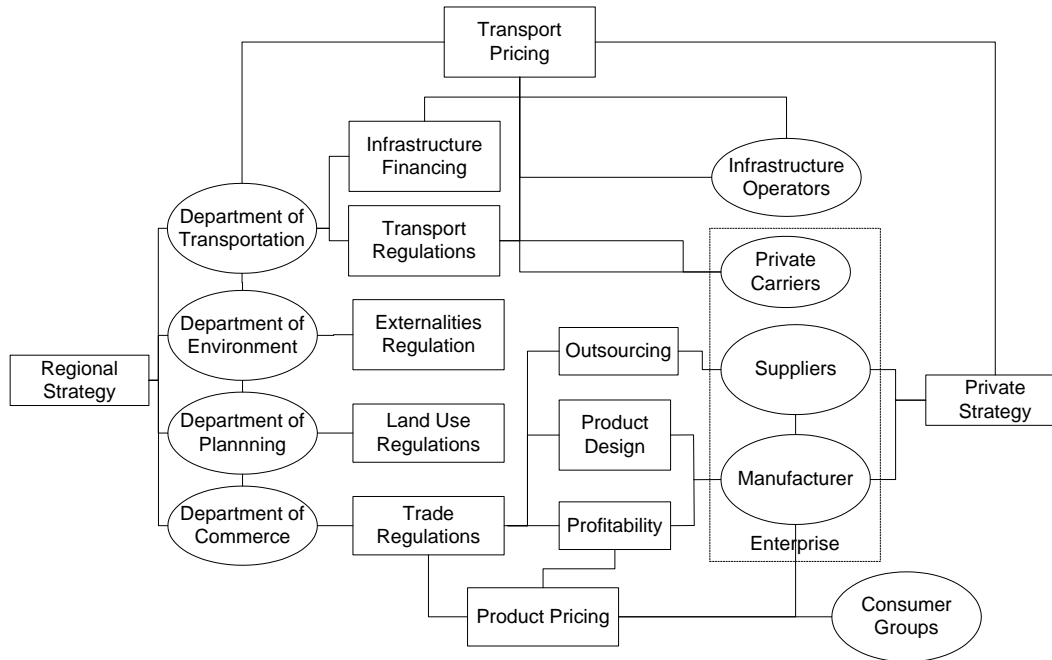 Transport
Pricing
Infrastructure
Financing
Infrastructure
Operators
Department of
Transportation
Transport
Regulations
Private
Carriers
Department of
Environment
Externalities
Regulation
Outsourcing
Suppliers
Regional
Strategy
Private
Strategy
Department of
Plannning
Land Use
Regulations
Product
Design
Manufacturer
Department of
Commerce
Trade
Regulations
Profitability
Enterprise
Product Pricing
Consumer
Groups